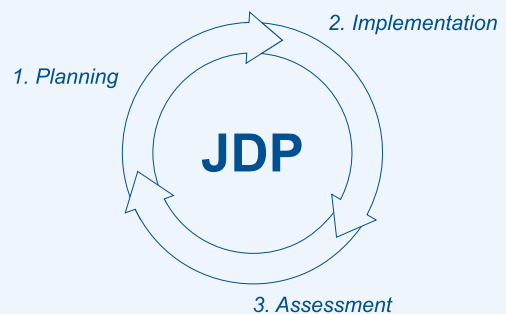 2. Implementation
1. Planning
JDP
3. Assessment